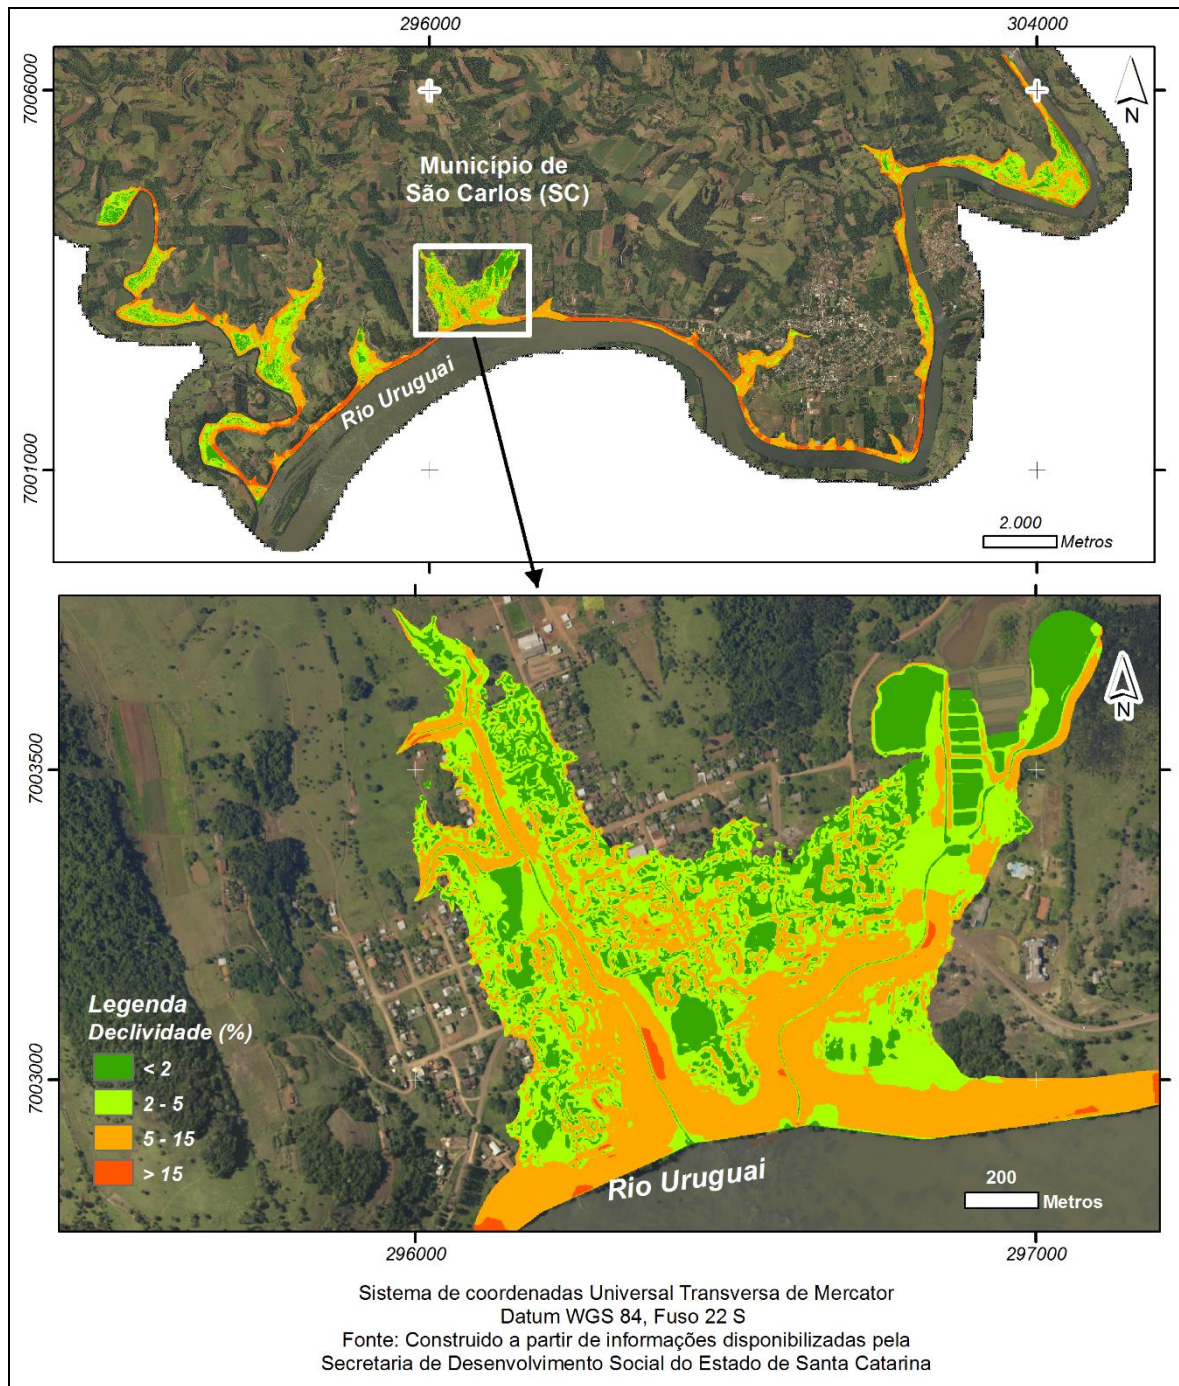 296000
304000
7006000
N
Município de
São Carlos (SC)
Rio Uruguai
7001000
2.000
Metros
N
7003500
Legenda
Declividade (%)
< 2
2 - 5
5 - 15
> 15
7003000
Rio Uruguai
200
Metros
296000
297000
Sistema de coordenadas Universal Transversa de Mercator
Datum WGS 84, Fuso 22 S
Fonte: Construido a partir de informações disponibilizadas pela
Secretaria de Desenvolvimento Social do Estado de Santa Catarina